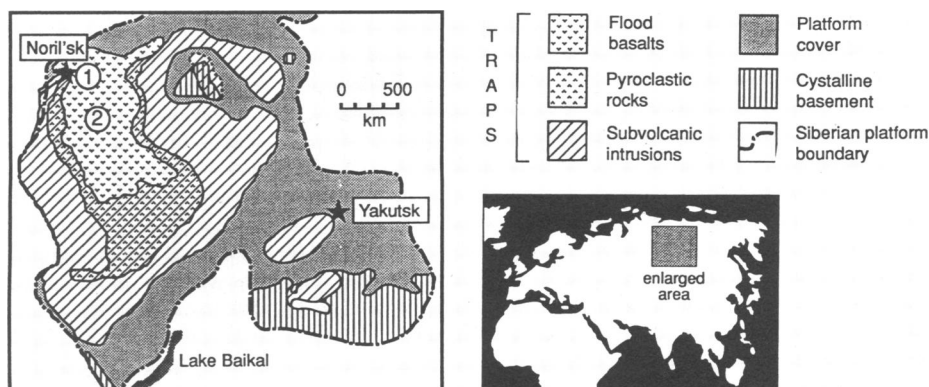 Noril'sk
1
2
0 500
km
Yakutsk
Lake Baikal
T
R
A
P
S
Flood
basalts
Pyroclastic
rocks
Subvolcanic
intrusions
Platform
cover
Cystalline
basement
Siberian platform
boundary
enlarged
area